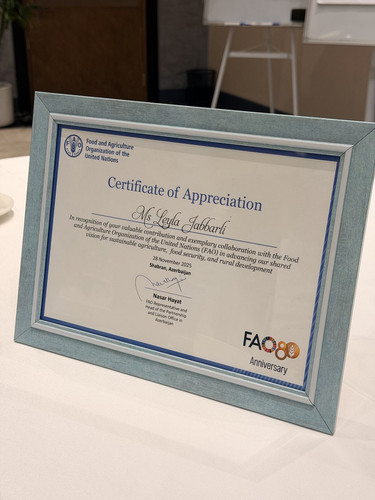 Food and Agriculture
Organization of the
United Nations
Certificate of Appreciation
Ms Leyla Jabbarli
In recognition of your valuable contribution and exemplary collaboration with the Food
and Agriculture Organization of the United Nations (FAO) in advancing our shared
vision for sustainable agriculture, food security, and rural development
28 November 2025
Shabran, Azerbaijan
Nasar Hayat
FAO Representative and
Head of the Partnership
and Liaison Office in
Azerbaijan
FAO80
Anniversary